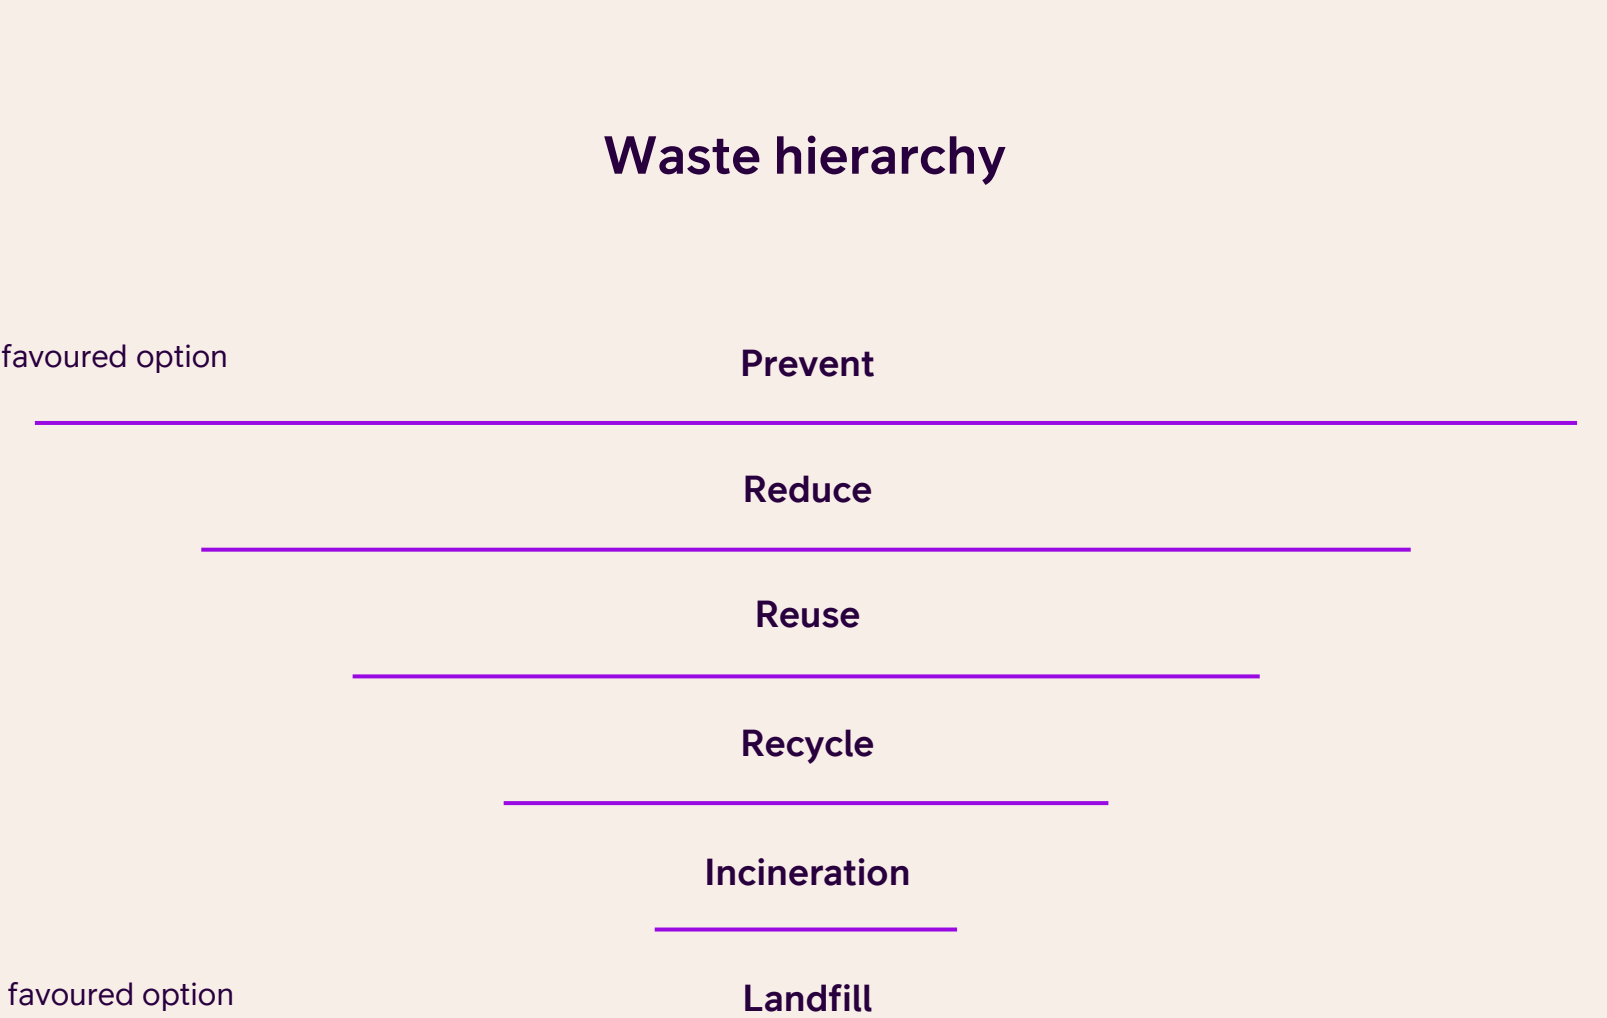 Waste hierarchy
favoured option
Prevent
Reduce
Reuse
Recycle
Incineration
favoured option
Landfill